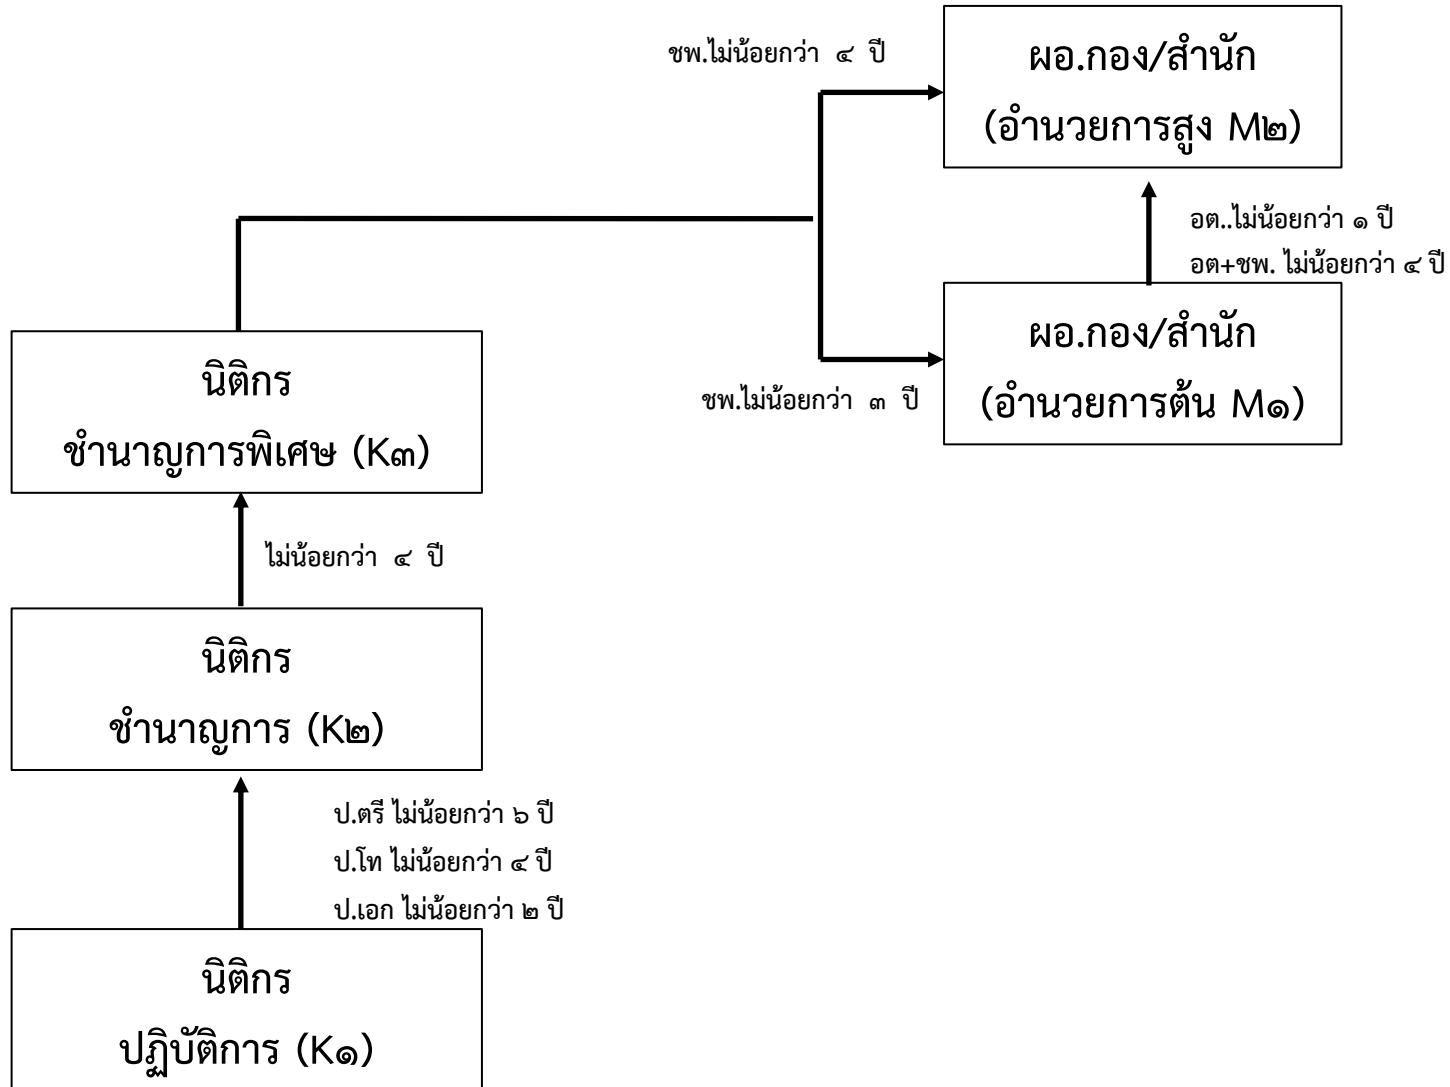 ชพ.ไม่น้อยกว่า ๔ ปี
ผอ.กอง/สำนัก
(อำนวยการสูง M๒)
อต..ไม่น้อยกว่า ๑ ปี
อต+ชพ. ไม่น้อยกว่า ๔ ปี
ผอ.กอง/สำนัก
(อำนวยการต้น M๑)
ชพ.ไม่น้อยกว่า ๓ ปี
นิติกร
ชำนาญการพิเศษ (K๓)
ไม่น้อยกว่า ๔ ปี
นิติกร
ชำนาญการ (K๒)
ป.ตรี ไม่น้อยกว่า ๖ ปี
ป.โท ไม่น้อยกว่า ๔ ปี
ป.เอก ไม่น้อยกว่า ๒ ปี
นิติกร
ปฏิบัติการ (K๑)